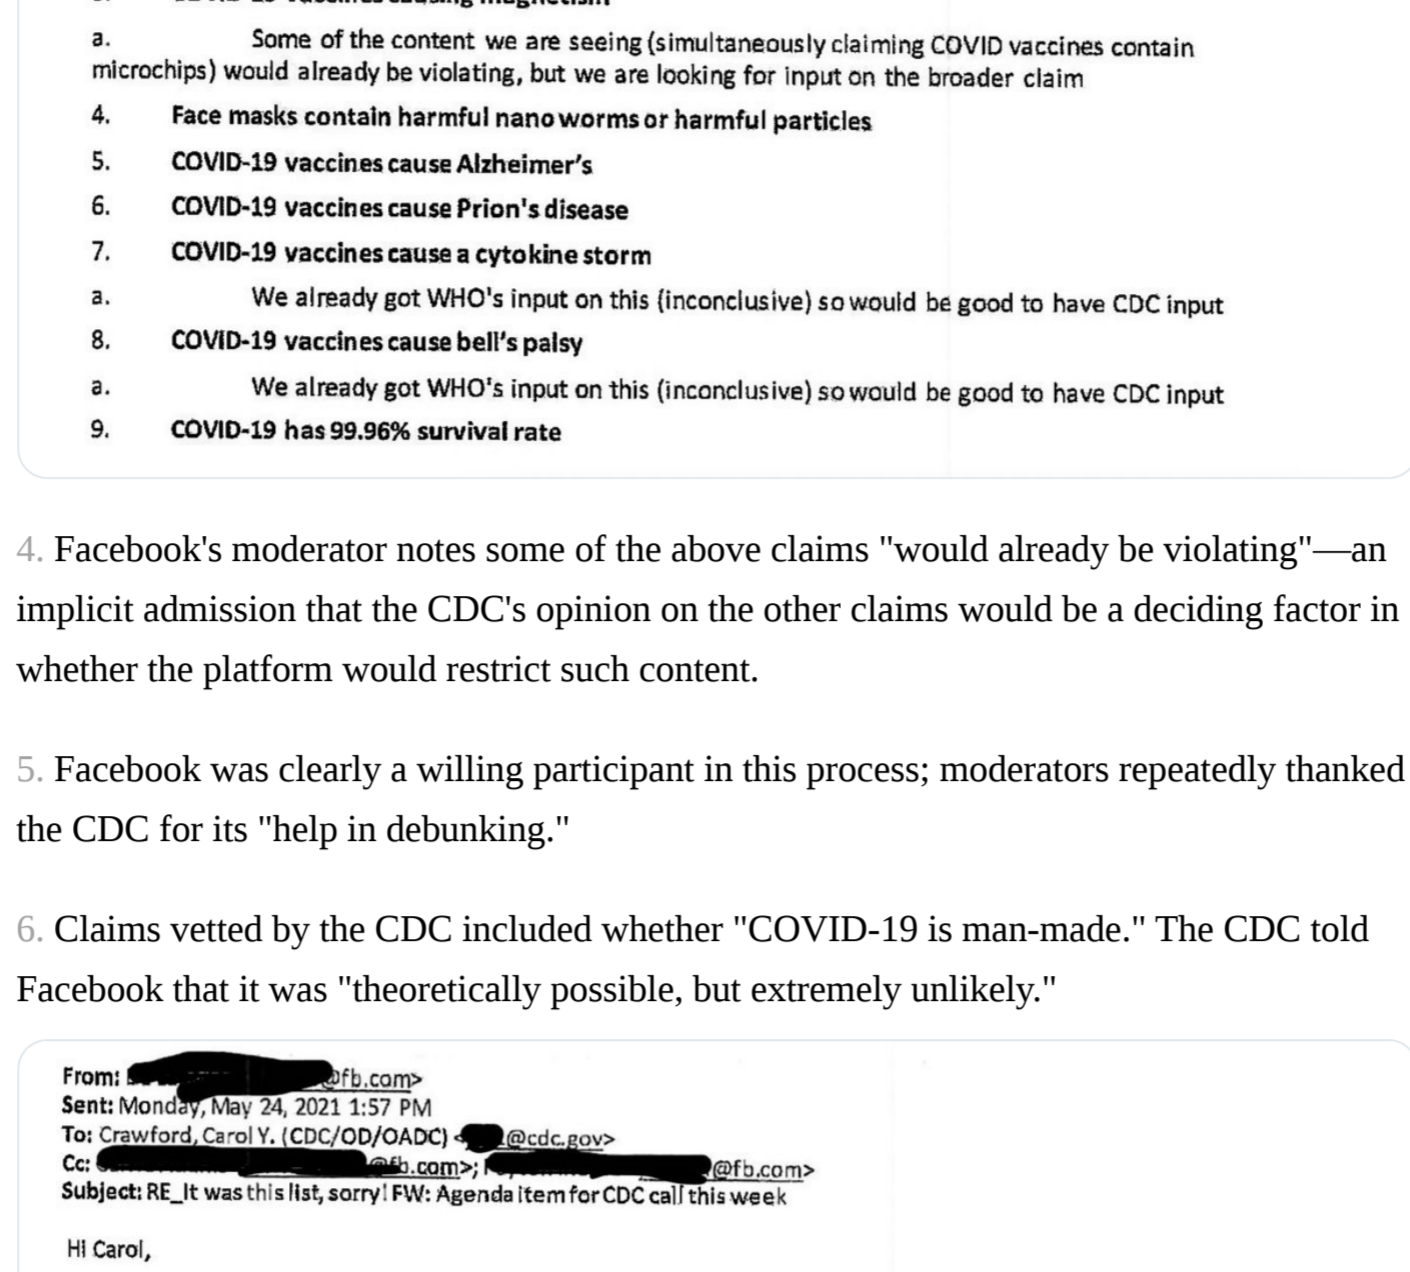 a. Some of the content we are seeing (simultaneously claiming COVID vaccines contain
microchips) would already be violating, but we are looking for input on the broader claim
4. Face masks contain harmful nano worms or harmful particles
5. COVID-19 vaccines cause Alzheimer's
6. COVID-19 vaccines cause Prion's disease
7. COVID-19 vaccines cause a cytokine storm
a. We already got WHO's input on this (inconclusive) so would be good to have CDC input
8. COVID-19 vaccines cause bell's palsy
a. We already got WHO's input on this (inconclusive) so would be good to have CDC input
9. COVID-19 has 99.96% survival rate
4. Facebook's moderator notes some of the above claims "would already be violating"—an
implicit admission that the CDC's opinion on the other claims would be a deciding factor in
whether the platform would restrict such content.
5. Facebook was clearly a willing participant in this process; moderators repeatedly thanked
the CDC for its "help in debunking."
6. Claims vetted by the CDC included whether "COVID-19 is man-made." The CDC told
Facebook that it was "theoretically possible, but extremely unlikely."
From: @fb.com>
Sent: Monday, May 24, 2021 1:57 PM
To: Crawford, Carol Y. (CDC/OD/OADC) < @cdc.gov>
Cc: @fb.com>; @fb.com>
Subject: RE_It was this list, sorry! FW: Agenda item for CDC call this week
Hi Carol,